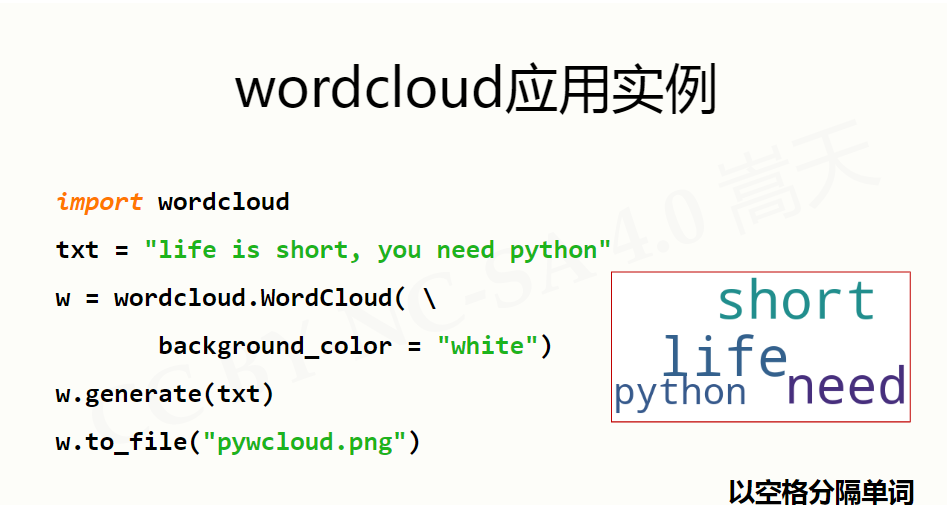 wordcloud应用实例
import wordcloud
txt = "life is short, you need python"
w = wordcloud.WordCloud( \
background_color = "white")
w.generate(txt)
w.to_file("pywcloud.png")
short
life
python need
以空格分隔单词
CC BY NC-SA 4.0 嵩天